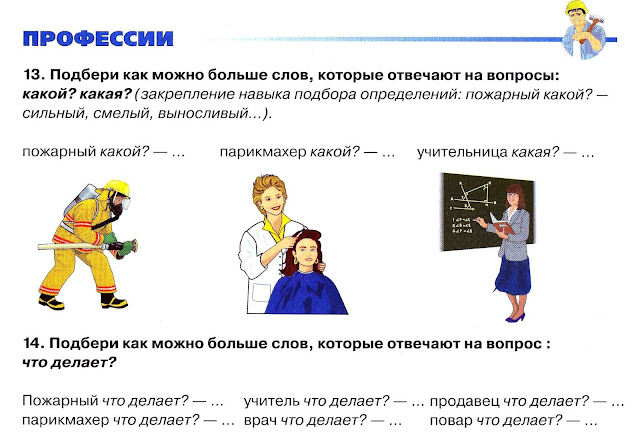 ПРОФЕССИИ
13. Подбери как можно больше слов, которые отвечают на вопросы:
какой? какая? (закрепление навыка подбора определений: пожарный какой? —
сильный, смелый, выносливый...).
пожарный какой? — ... парикмахер какой? — ... учительница какая? — ...
14. Подбери как можно больше слов, которые отвечают на вопрос :
что делает?
Пожарный что делает? — ... учитель что делает? — ... продавец что делает? — ...
парикмахер что делает? — ... врач что делает? — ... повар что делает? — ...